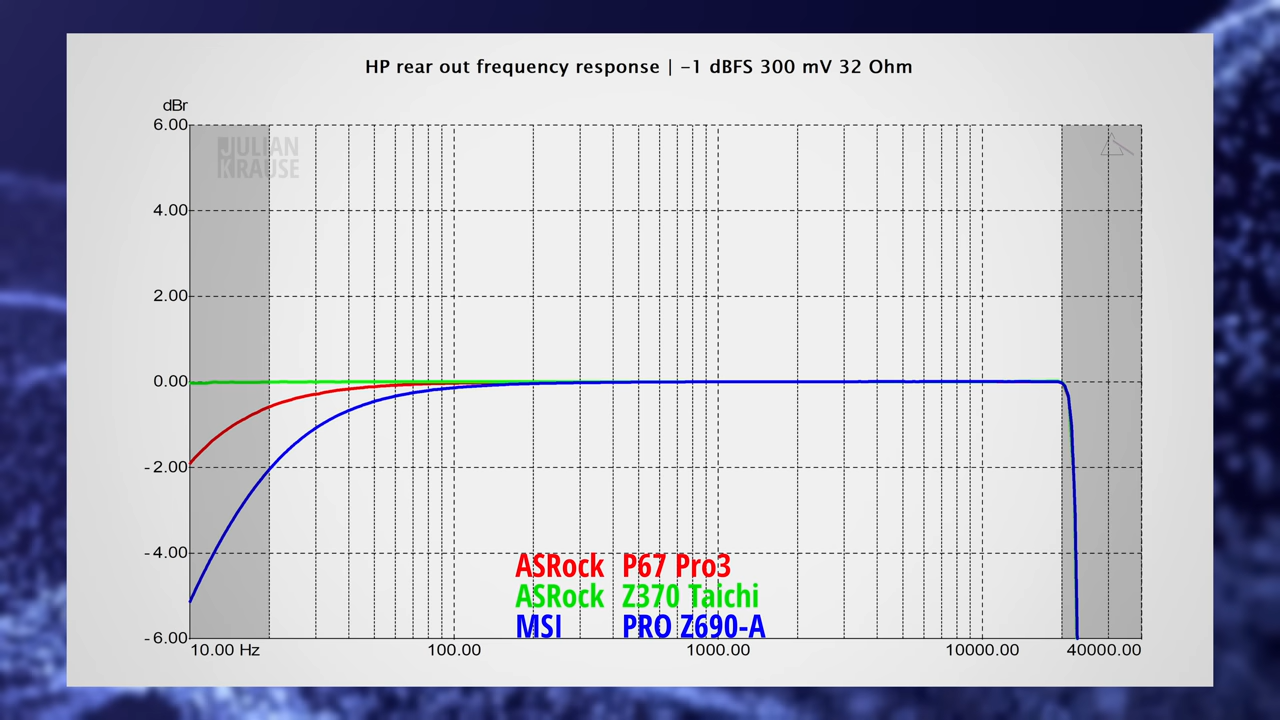 HP rear out frequency response | −1 dBFS 300 mV 32 Ohm
dBr
6.00
JULIAN
KRAUSE
4.00
2.00
0.00
-2.00
-4.00
ASRock P67 Pro3
ASRock Z370 Taichi
MSI PRO Z690-A
-6.00
10.00 Hz 100.00 1000.00 10000.00 40000.00